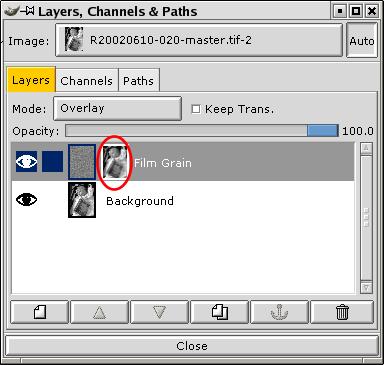 Layers, Channels & Paths
Image: R20020610-020-master.tif-2 Auto
Layers Channels Paths
Mode: Overlay Keep Trans.
Opacity: 100.0
Film Grain
Background
Close